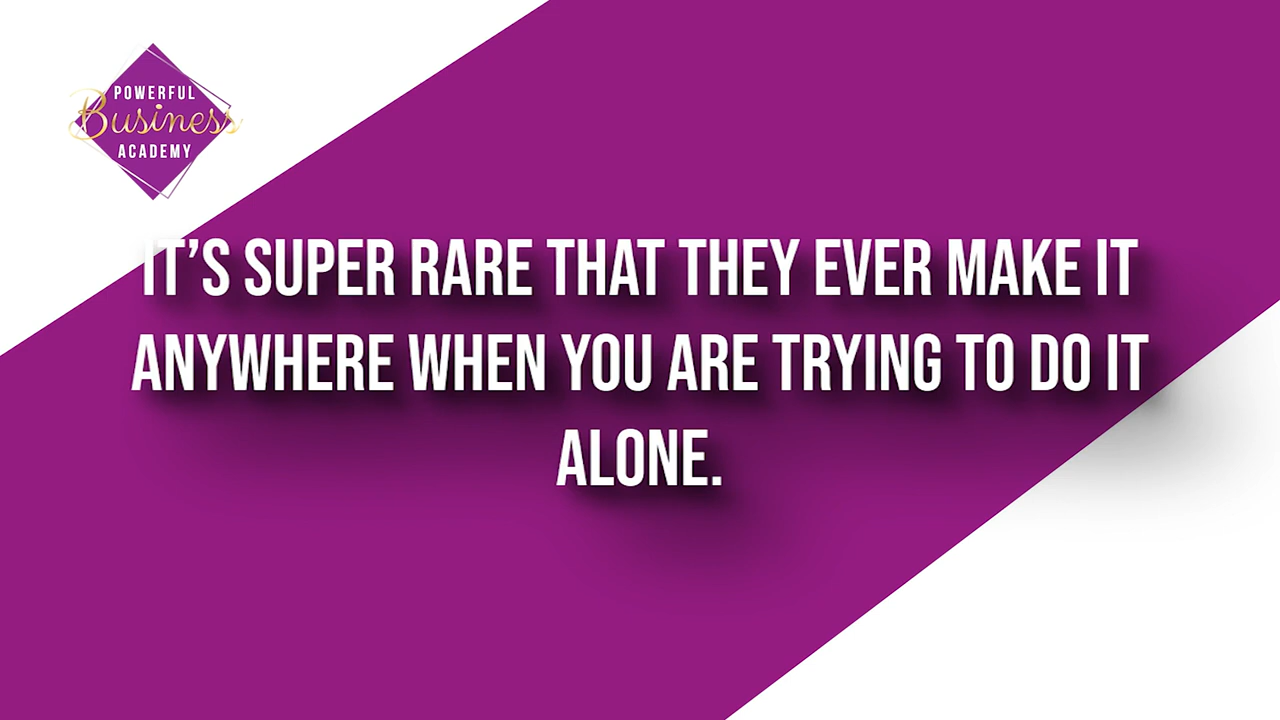 POWERFUL
Business
ACADEMY
IT’S SUPER RARE THAT THEY EVER MAKE IT
ANYWHERE WHEN YOU ARE TRYING TO DO IT
ALONE.